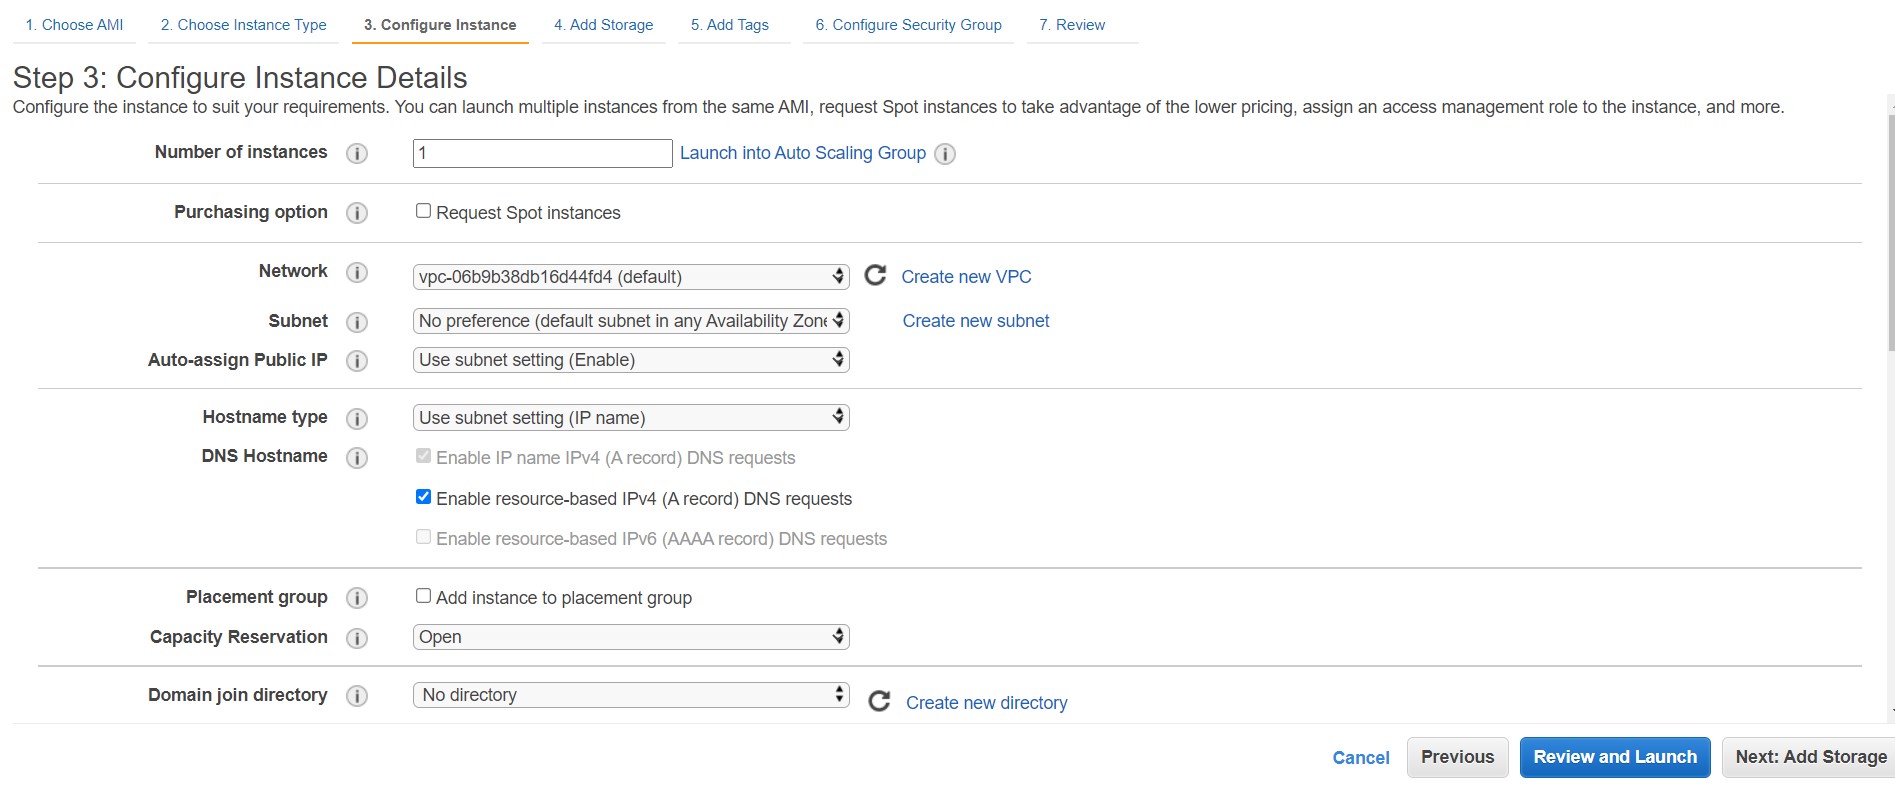 1. Choose AMI 2. Choose Instance Type 3. Configure Instance 4. Add Storage 5. Add Tags 6. Configure Security Group 7. Review
Step 3: Configure Instance Details
Configure the instance to suit your requirements. You can launch multiple instances from the same AMI, request Spot instances to take advantage of the lower pricing, assign an access management role to the instance, and more.
Number of instances i 1 Launch into Auto Scaling Group i
Purchasing option i Request Spot instances
Network i vpc-06b9b38db16d44fd4 (default) Create new VPC
Subnet i No preference (default subnet in any Availability Zone Create new subnet
Auto-assign Public IP i Use subnet setting (Enable)
Hostname type i Use subnet setting (IP name)
DNS Hostname i Enable IP name IPv4 (A record) DNS requests
Enable resource-based IPv4 (A record) DNS requests
Enable resource-based IPv6 (AAAA record) DNS requests
Placement group i Add instance to placement group
Capacity Reservation i Open
Domain join directory i No directory Create new directory
Cancel Previous Review and Launch Next: Add Storage